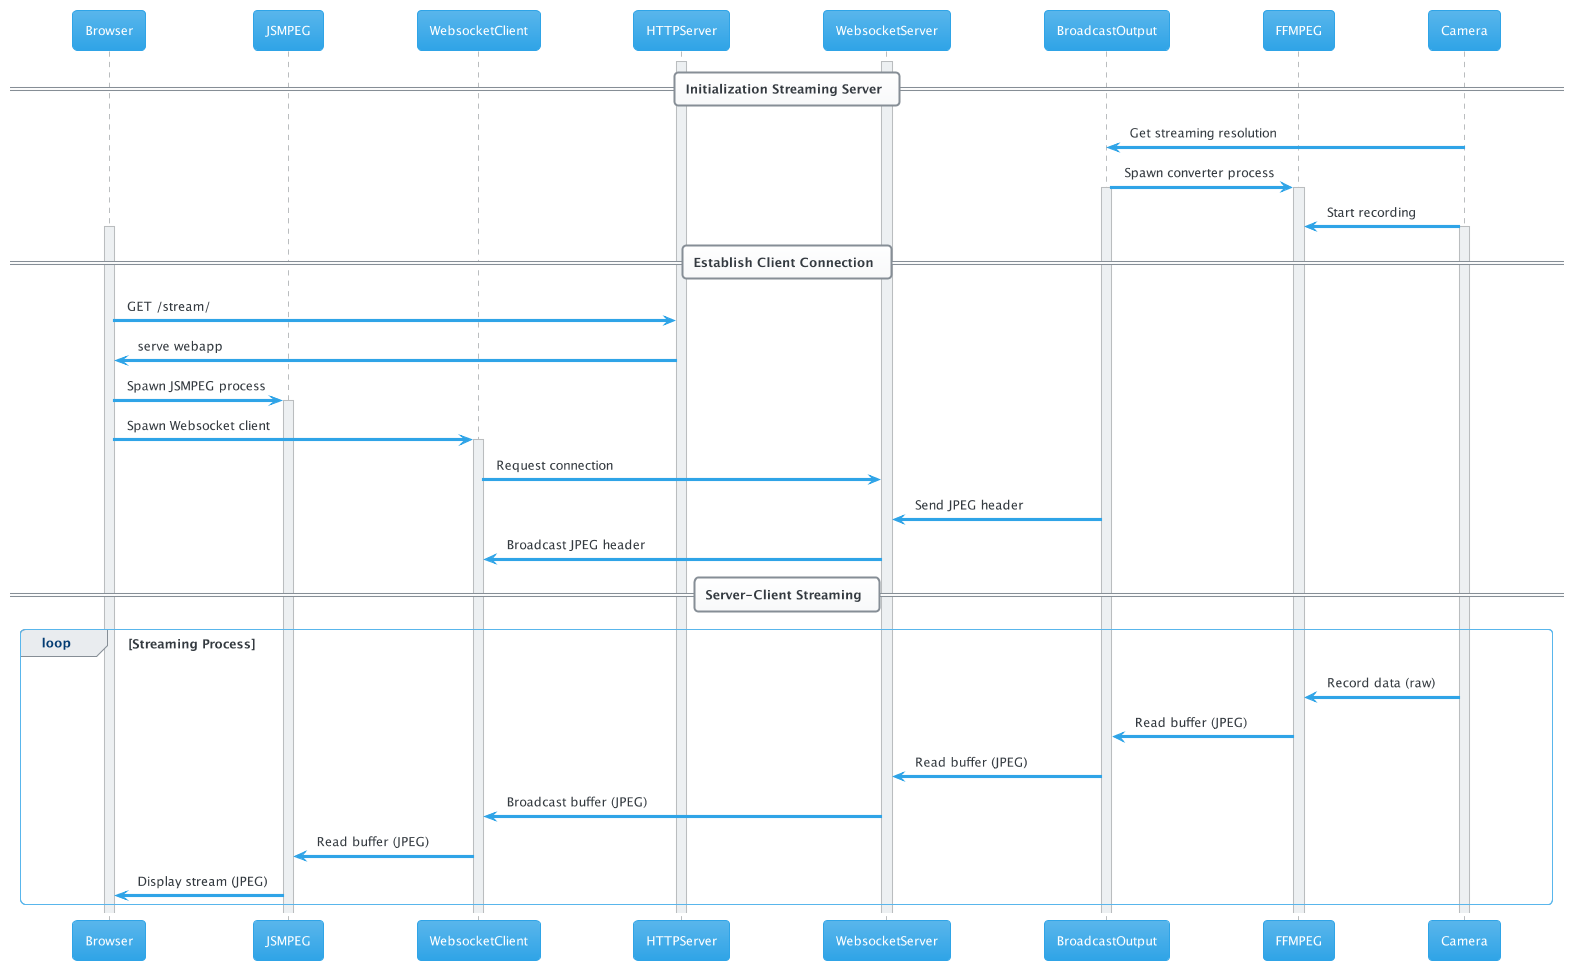 Browser JSMPEG WebsocketClient HTTPServer WebsocketServer BroadcastOutput FFMPEG Camera
Initialization Streaming Server
Get streaming resolution
Spawn converter process
Start recording
Establish Client Connection
GET /stream/
serve webapp
Spawn JSMPEG process
Spawn Websocket client
Request connection
Send JPEG header
Broadcast JPEG header
Server-Client Streaming
loop [Streaming Process]
Record data (raw)
Read buffer (JPEG)
Read buffer (JPEG)
Broadcast buffer (JPEG)
Read buffer (JPEG)
Display stream (JPEG)
Browser JSMPEG WebsocketClient HTTPServer WebsocketServer BroadcastOutput FFMPEG Camera